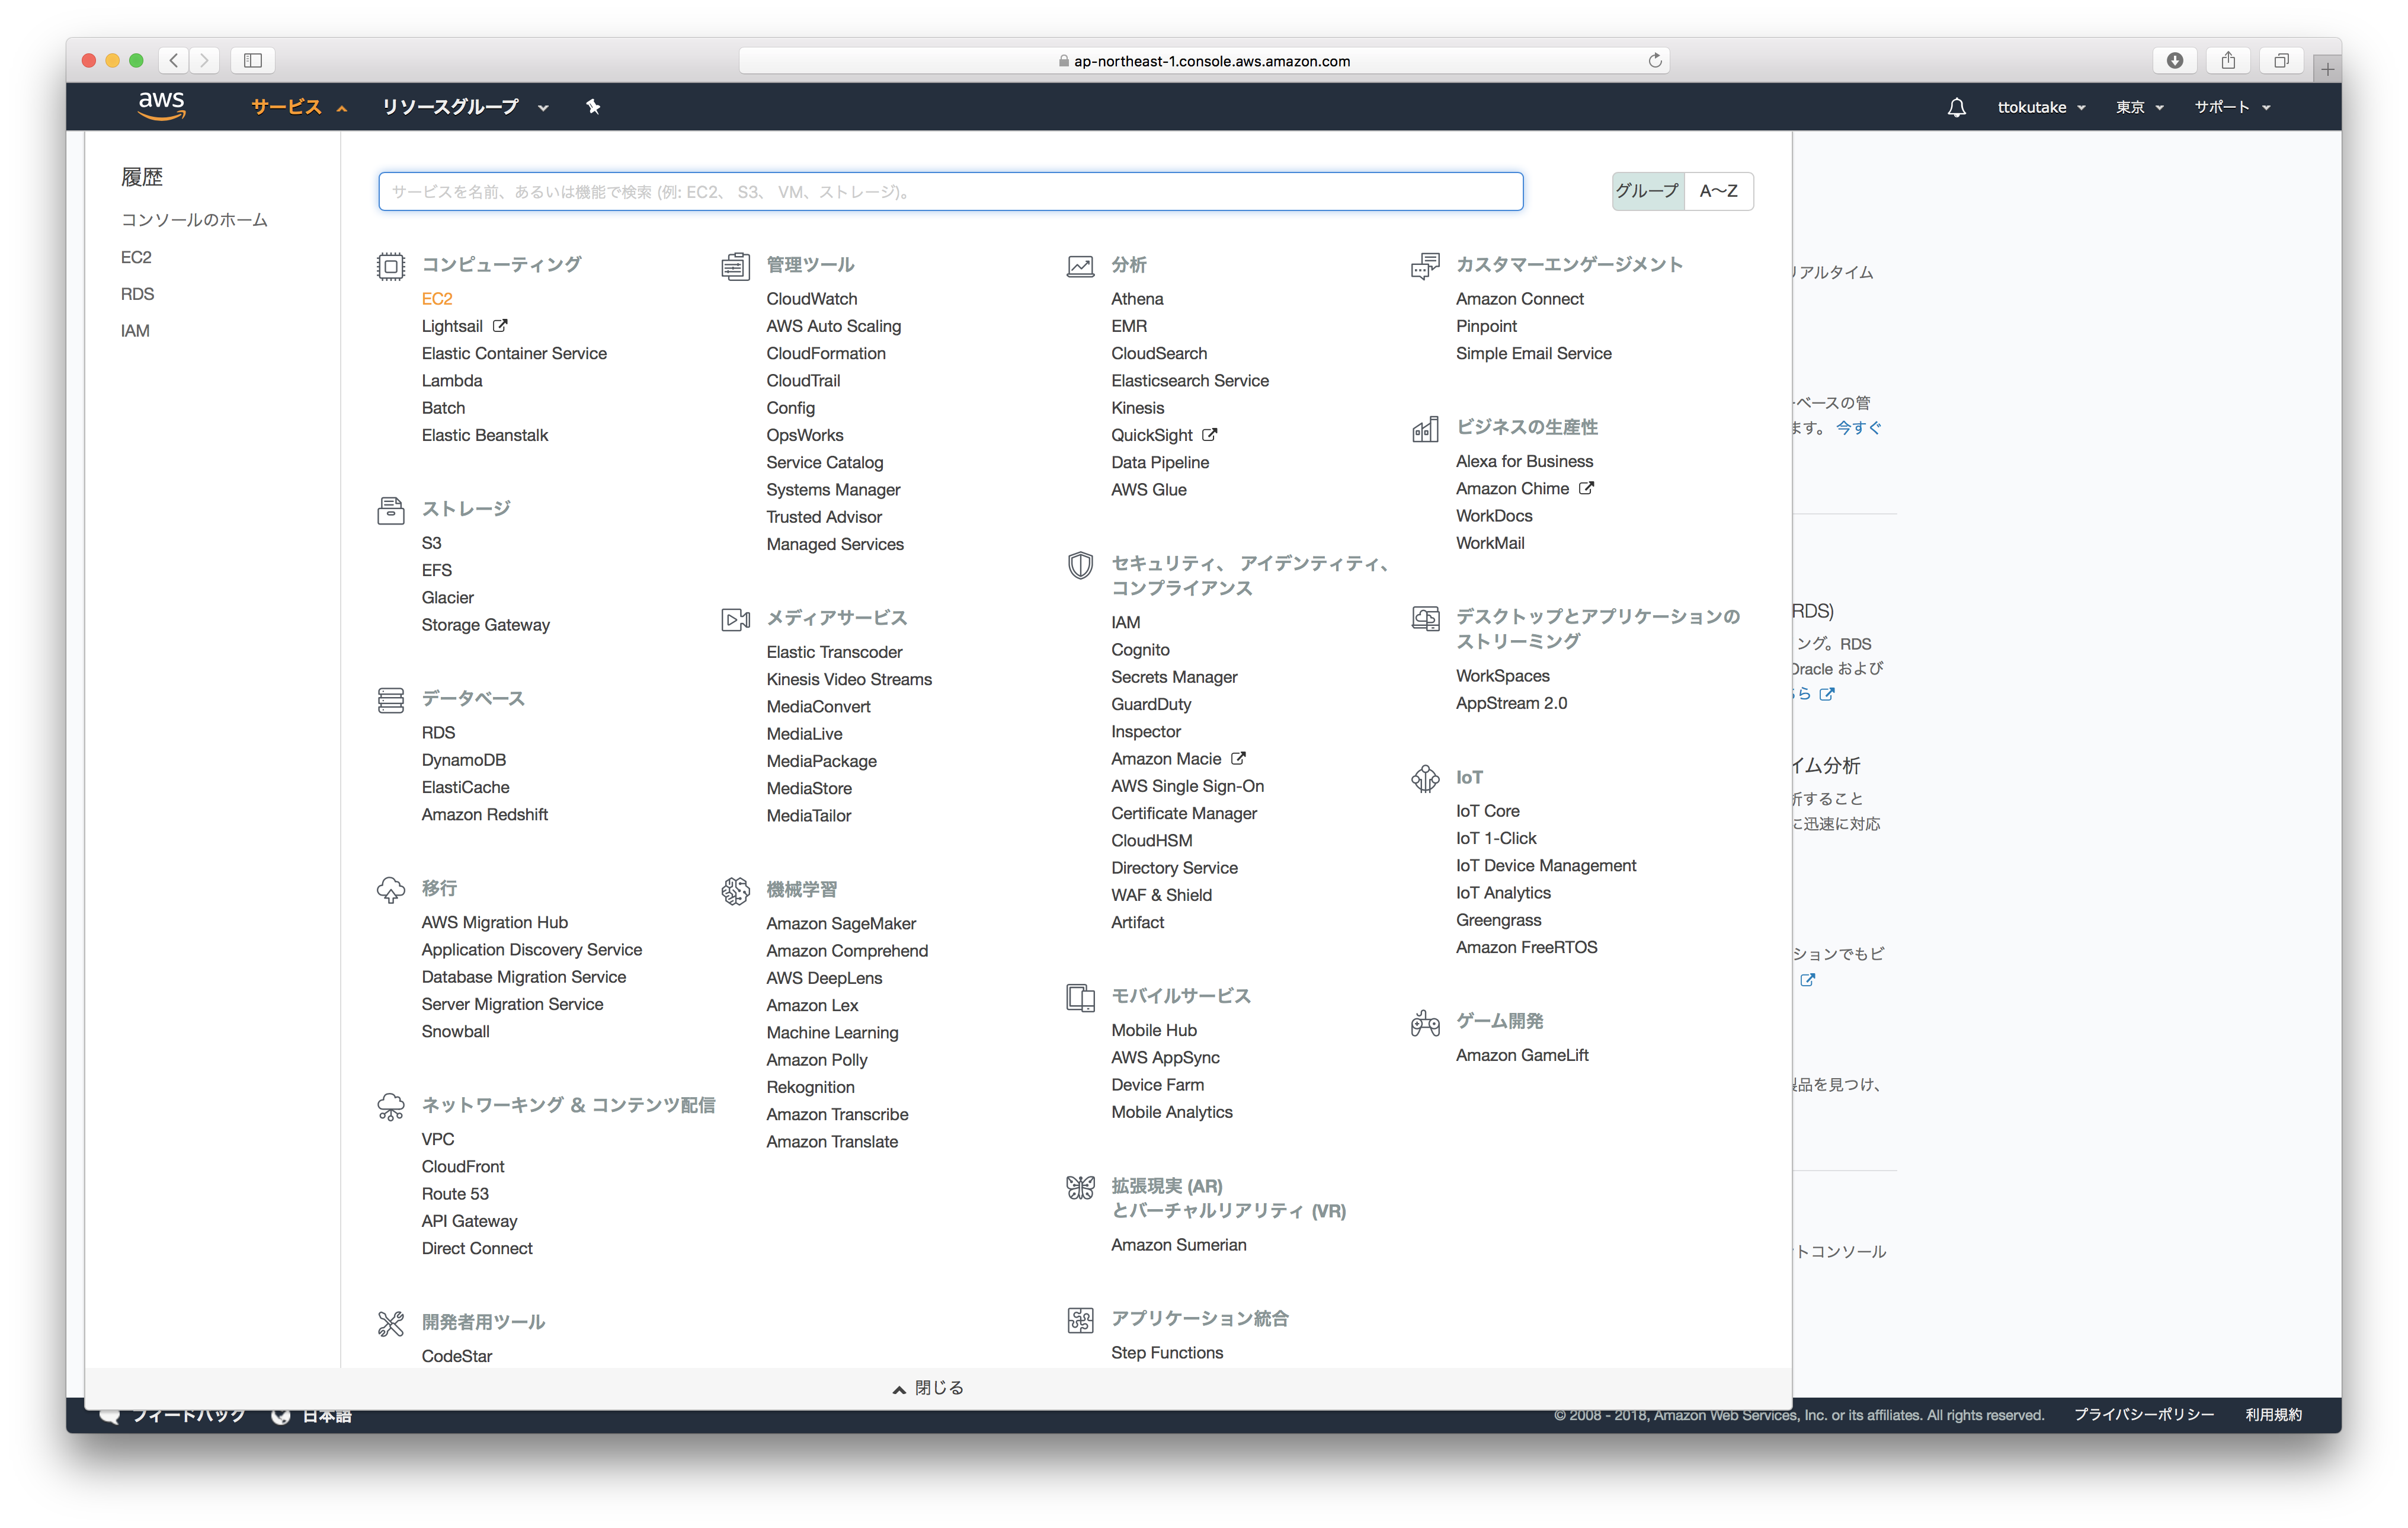 ap-northeast-1.console.aws.amazon.com
aws
サービス
リソースグループ
ttokutake
東京
サポート
履歴
コンソールのホーム
EC2
RDS
IAM
サービスを名前、あるいは機能で検索 (例: EC2、 S3、 VM、ストレージ)。
グループ
A〜Z
コンピューティング
EC2
Lightsail
Elastic Container Service
Lambda
Batch
Elastic Beanstalk
ストレージ
S3
EFS
Glacier
Storage Gateway
データベース
RDS
DynamoDB
ElastiCache
Amazon Redshift
移行
AWS Migration Hub
Application Discovery Service
Database Migration Service
Server Migration Service
Snowball
ネットワーキング & コンテンツ配信
VPC
CloudFront
Route 53
API Gateway
Direct Connect
開発者用ツール
CodeStar
管理ツール
CloudWatch
AWS Auto Scaling
CloudFormation
CloudTrail
Config
OpsWorks
Service Catalog
Systems Manager
Trusted Advisor
Managed Services
メディアサービス
Elastic Transcoder
Kinesis Video Streams
MediaConvert
MediaLive
MediaPackage
MediaStore
MediaTailor
機械学習
Amazon SageMaker
Amazon Comprehend
AWS DeepLens
Amazon Lex
Machine Learning
Amazon Polly
Rekognition
Amazon Transcribe
Amazon Translate
分析
Athena
EMR
CloudSearch
Elasticsearch Service
Kinesis
QuickSight
Data Pipeline
AWS Glue
セキュリティ、 アイデンティティ、
コンプライアンス
IAM
Cognito
Secrets Manager
GuardDuty
Inspector
Amazon Macie
AWS Single Sign-On
Certificate Manager
CloudHSM
Directory Service
WAF & Shield
Artifact
モバイルサービス
Mobile Hub
AWS AppSync
Device Farm
Mobile Analytics
拡張現実 (AR)
とバーチャルリアリティ (VR)
Amazon Sumerian
アプリケーション統合
Step Functions
カスタマーエンゲージメント
Amazon Connect
Pinpoint
Simple Email Service
ビジネスの生産性
Alexa for Business
Amazon Chime
WorkDocs
WorkMail
デスクトップとアプリケーションの
ストリーミング
WorkSpaces
AppStream 2.0
IoT
IoT Core
IoT 1-Click
IoT Device Management
IoT Analytics
Greengrass
Amazon FreeRTOS
ゲーム開発
Amazon GameLift
リアルタイム
ベースの管
ます。 今すぐ
RDS)
ング。RDS
Oracle および
ら
イム分析
析すること
に迅速に対応
ションでもビ
製品を見つけ、
トコンソール
閉じる
フィードバック
日本語
© 2008 - 2018, Amazon Web Services, Inc. or its affiliates. All rights reserved.
プライバシーポリシー
利用規約